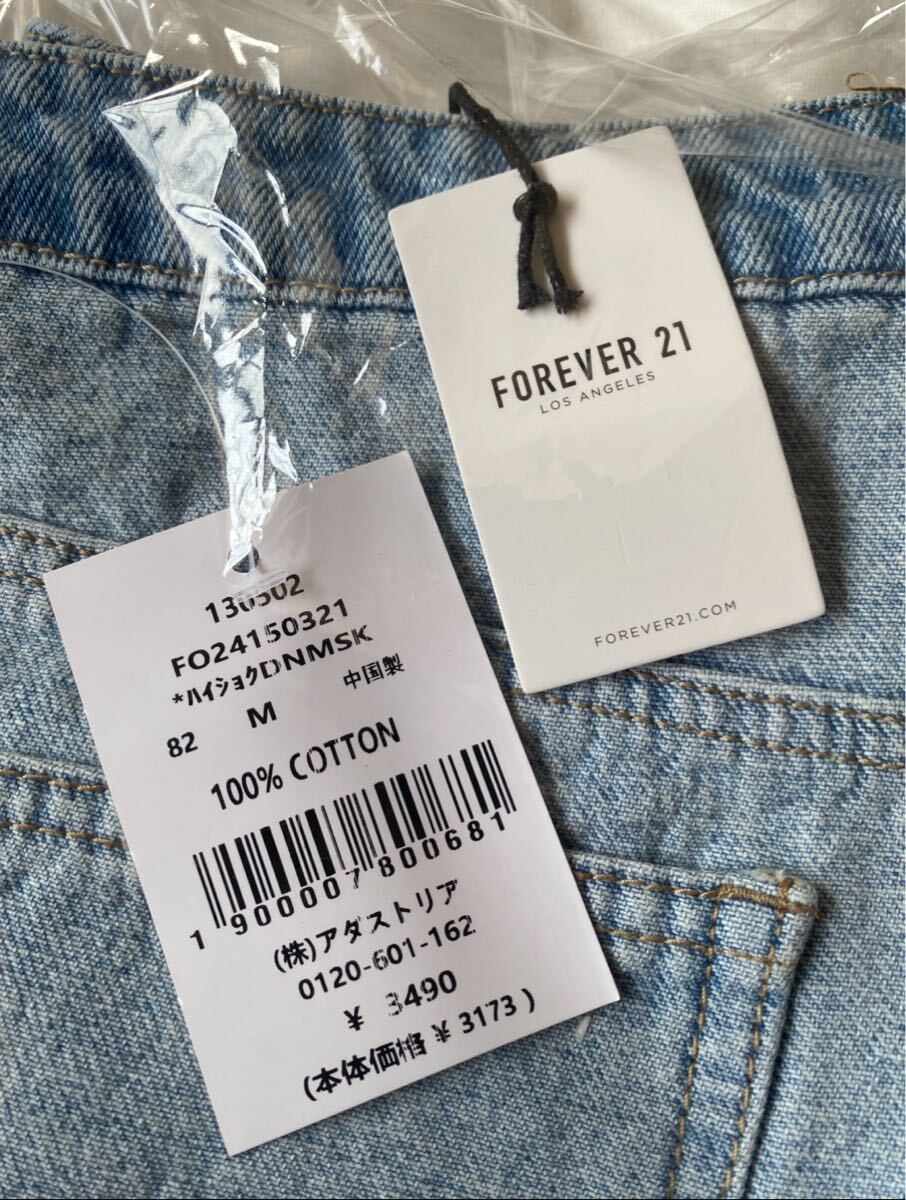 FOREVER 21
LOS ANGELES
FOREVER21.COM
130502
FO24150321
*ﾊｲｼｮｸDNMSK
82 M 中国製
100% COTTON
1 900007 800681
(株)アダストリア
0120-601-162
¥ 3490
(本体価格 ¥ 3173 )